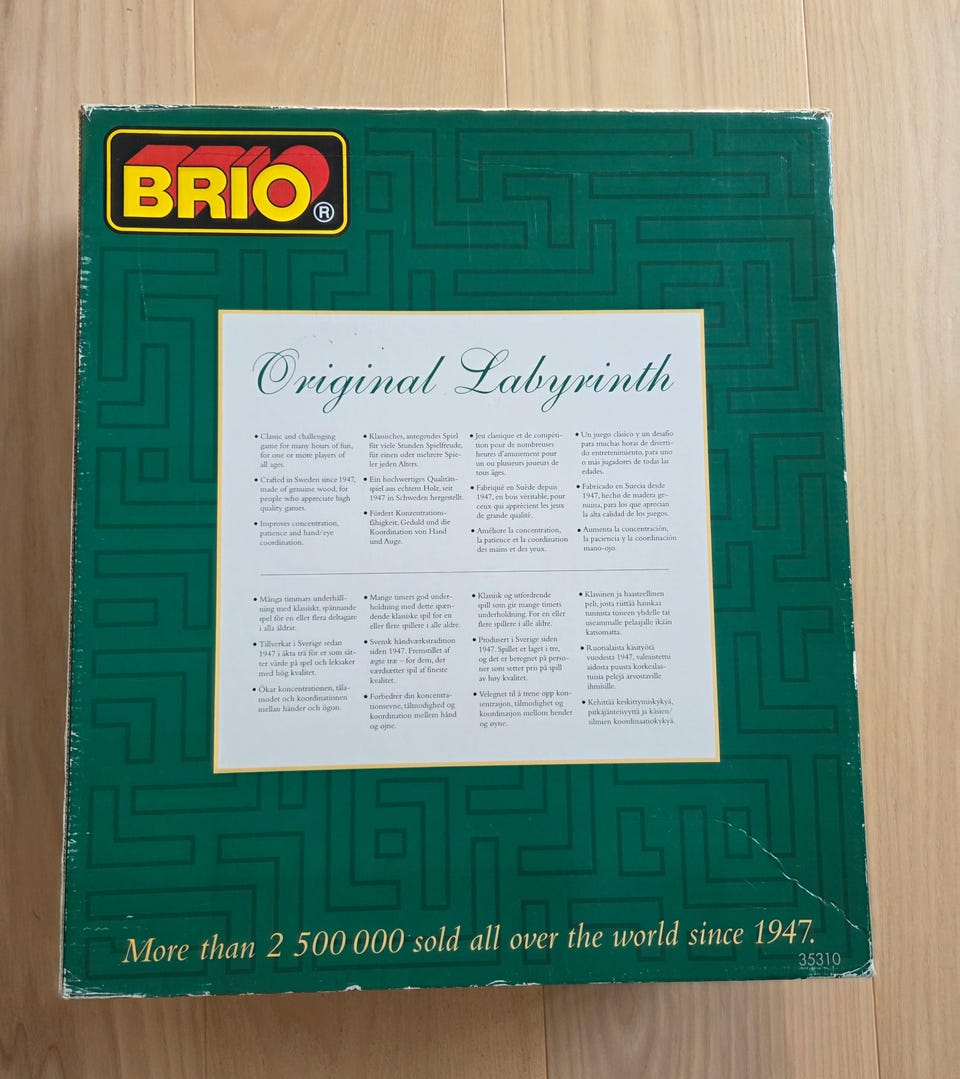 BRIO®
Original Labyrinth
• Classic and challenging
game for many hours of fun,
for one or more players of
all ages.
• Crafted in Sweden since 1947,
made of genuine wood, for
people who appreciate high
quality games.
• Improves concentration,
patience and hand/eye
coordination.
• Klassisches, anregendes Spiel
für viele Stunden Spielfreude,
für einen oder mehrere Spie-
ler jeden Alters.
• Ein hochwertiges Qualitäts-
spiel aus echtem Holz, seit
1947 in Schweden hergestellt.
• Fördert Konzentrations-
fähigkeit, Geduld und die
Koordination von Hand
und Auge.
• Jeu classique et de compéti-
tion pour de nombreuses
heures d'amusement pour
un ou plusieurs joueurs de
tous âges.
• Fabriqué en Suède depuis
1947, en bois véritable, pour
ceux qui apprécient les jeux
de grande qualité.
• Améliore la concentration,
la patience et la coordination
des mains et des yeux.
• Un juego clásico y un desafío
para muchas horas de diverti-
do entretenimiento, para uno
o más jugadores de todas las
edades.
• Fabricado en Suecia desde
1947, hecho de madera ge-
nuina, para los que aprecian
la alta calidad de los juegos.
• Aumenta la concentración,
la paciencia y la coordinación
mano-ojo.
• Många timmars underhåll-
ning med klassiskt, spännande
spel för en eller flera deltagare
i alla åldrar.
• Tillverkat i Sverige sedan
1947 i äkta trä för er som sät-
ter värde på spel och leksaker
med hög kvalitet.
• Ökar koncentrationen, tåla-
modet och koordinationen
mellan händer och ögon.
• Mange timers god under-
holdning med dette spæn-
dende klassiske spil for en
eller flere spillere i alle aldre.
• Svensk håndværkstradition
siden 1947. Fremstillet af
ægte træ – for dem, der
værdsætter spil af fineste
kvalitet.
• Forbedrer din koncentra-
tionsevne, tålmodighed og
koordination mellem hånd
og øjne.
• Klassisk og utfordrende
spill som gir mange timers
underholdning. For en eller
flere spillere i alle aldre.
• Produsert i Sverige siden
1947. Spillet er laget i tre,
og det er beregnet på perso-
ner som setter pris på spill
av høy kvalitet.
• Velegnet til å trene opp kon-
sentrasjon, tålmodighet og
koordinasjon mellom hender
og øyne.
• Klassinen ja haasteellinen
peli, josta riittää hauskaa
tunnista toiseen yhdelle tai
useammalle pelaajalle ikään
katsomatta.
• Ruotsalaista käsityötä
vuodesta 1947, valmistettu
aidosta puusta korkealaa-
tuisia pelejä arvostaville
ihmisille.
• Kehittää keskittymiskykyä,
pitkäjänteisyyttä ja käsien/
silmien koordinaatiokykyä.
More than 2 500 000 sold all over the world since 1947.
35310